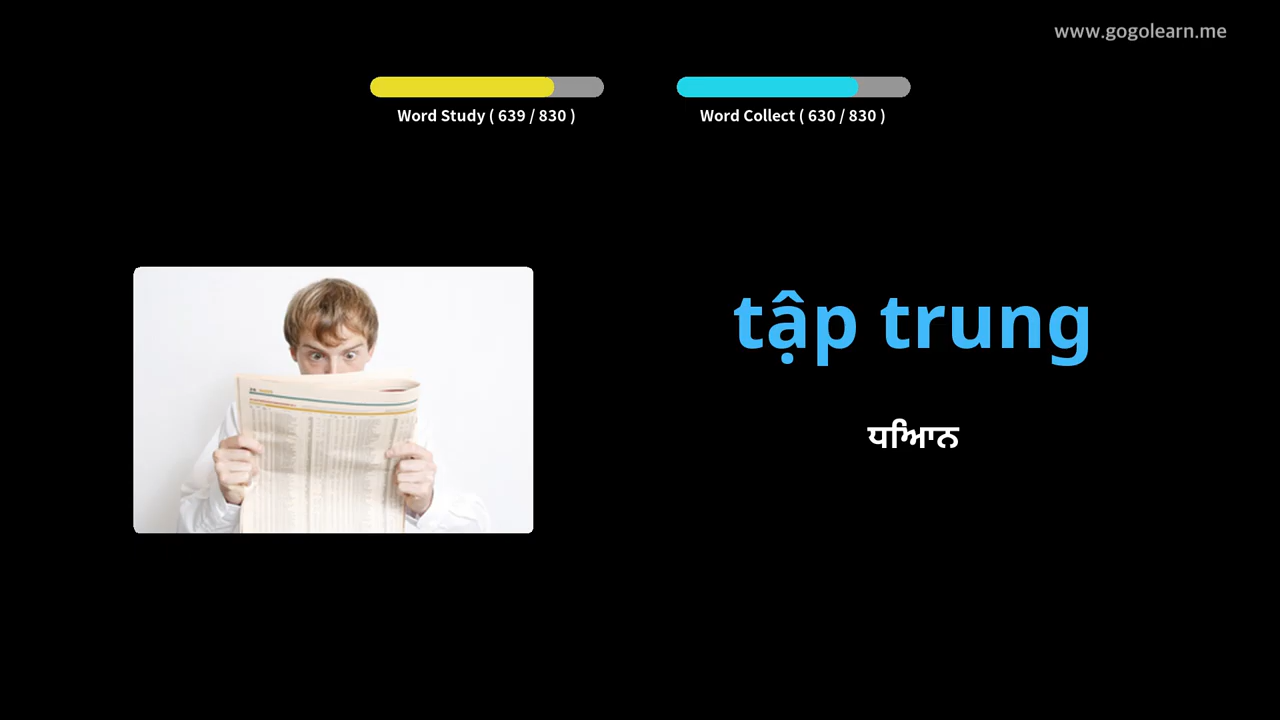 www.gogolearn.me
Word Study ( 639 / 830 )
Word Collect ( 630 / 830 )
tập trung
ਧਿਆਨ